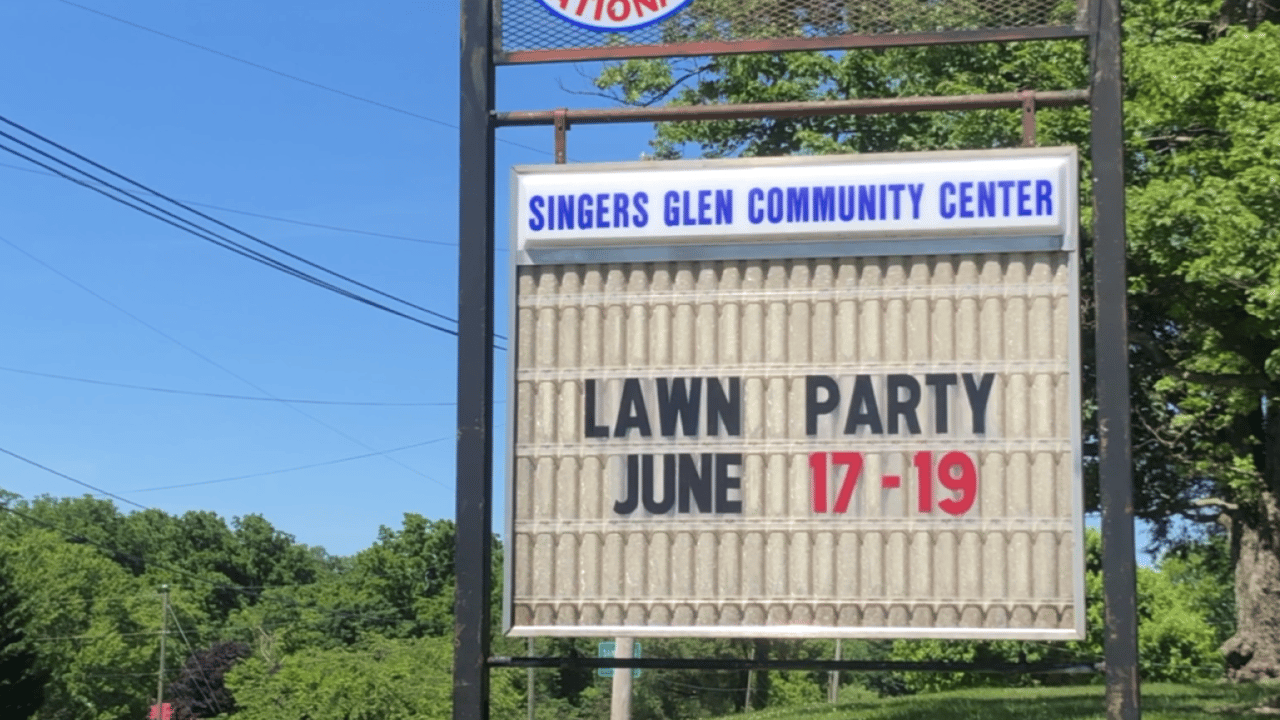 SINGERS GLEN COMMUNITY CENTER
LAWN PARTY
JUNE 17-19